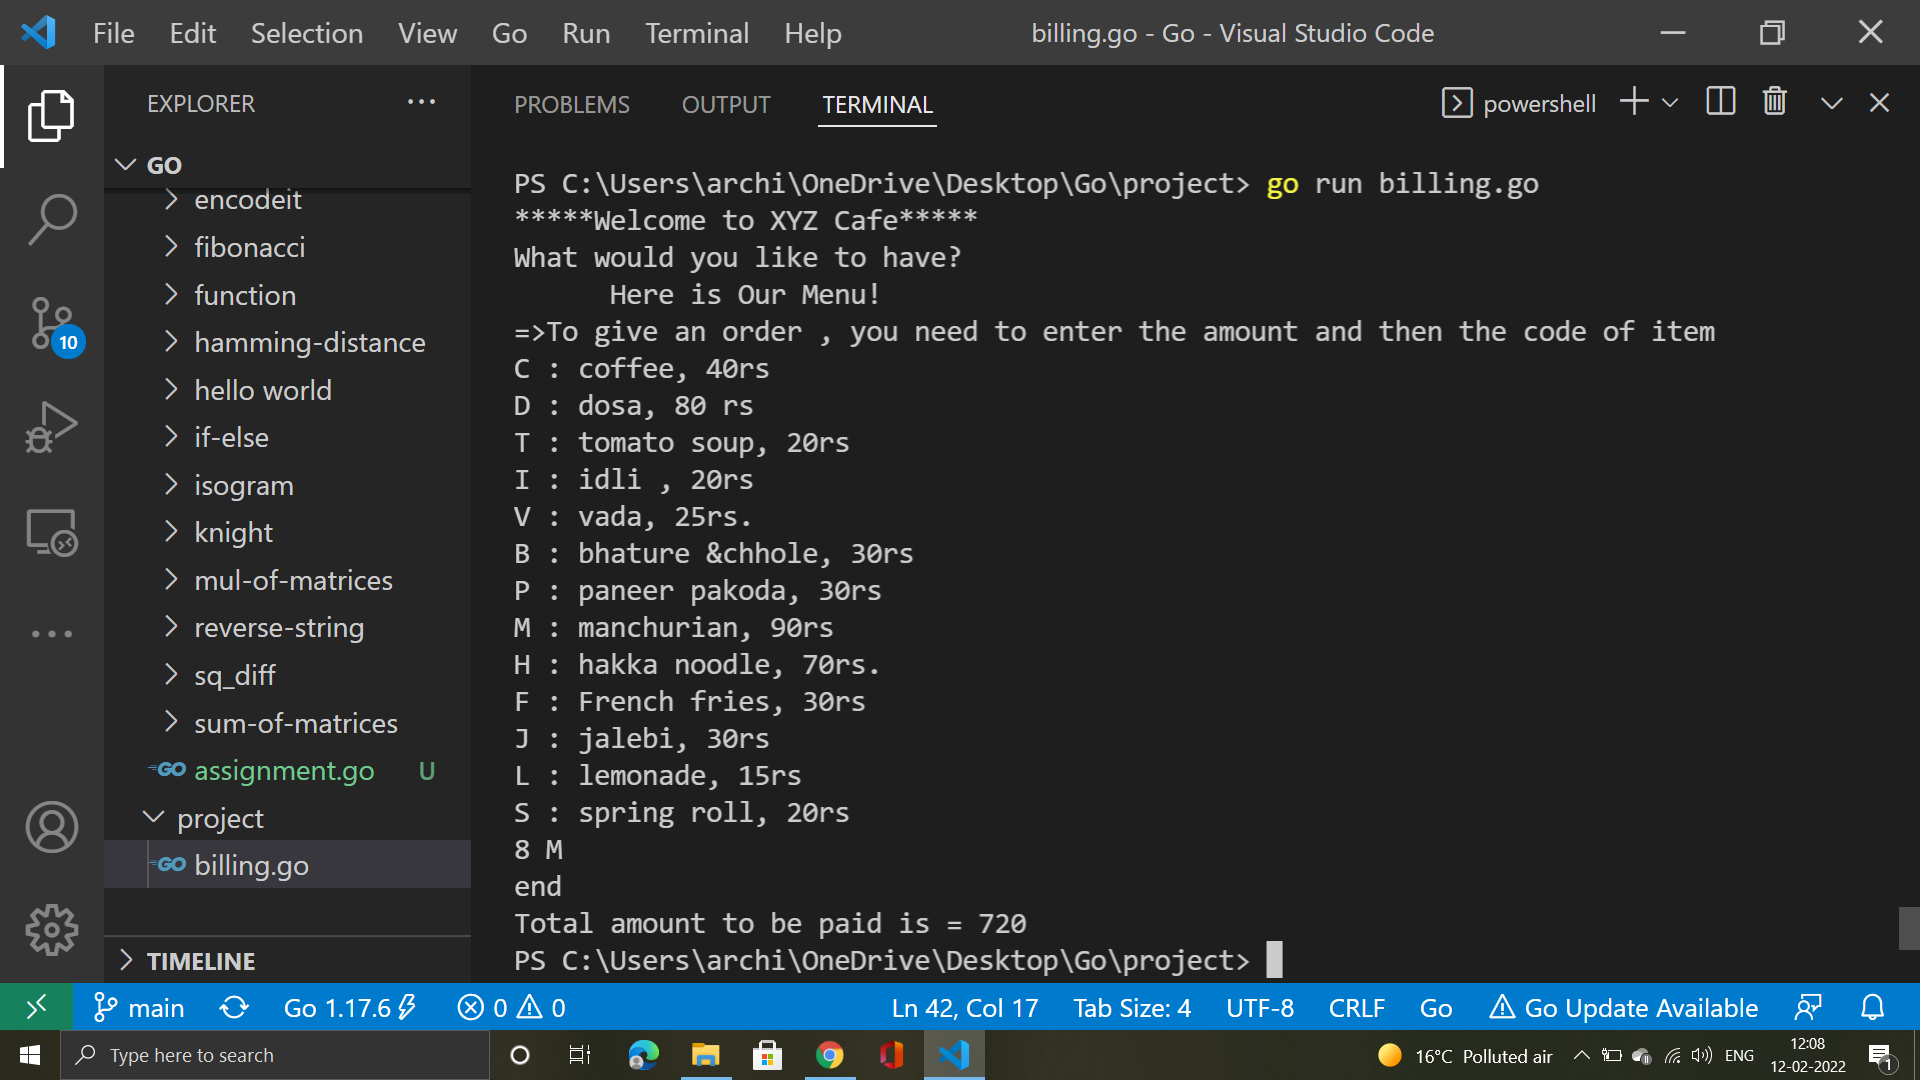 File Edit Selection View Go Run Terminal Help billing.go - Go - Visual Studio Code
EXPLORER ...
GO
encodeit
fibonacci
function
hamming-distance
hello world
if-else
isogram
knight
mul-of-matrices
reverse-string
sq_diff
sum-of-matrices
GO assignment.go U
project
GO billing.go
TIMELINE
10
PROBLEMS OUTPUT TERMINAL powershell
PS C:\Users\archi\OneDrive\Desktop\Go\project> go run billing.go
*****Welcome to XYZ Cafe*****
What would you like to have?
Here is Our Menu!
=>To give an order , you need to enter the amount and then the code of item
C : coffee, 40rs
D : dosa, 80 rs
T : tomato soup, 20rs
I : idli , 20rs
V : vada, 25rs.
B : bhature &chhole, 30rs
P : paneer pakoda, 30rs
M : manchurian, 90rs
H : hakka noodle, 70rs.
F : French fries, 30rs
J : jalebi, 30rs
L : lemonade, 15rs
S : spring roll, 20rs
8 M
end
Total amount to be paid is = 720
PS C:\Users\archi\OneDrive\Desktop\Go\project>
main Go 1.17.6 0 0 Ln 42, Col 17 Tab Size: 4 UTF-8 CRLF Go Go Update Available
Type here to search 16°C Polluted air ENG 12:08
12-02-2022 1